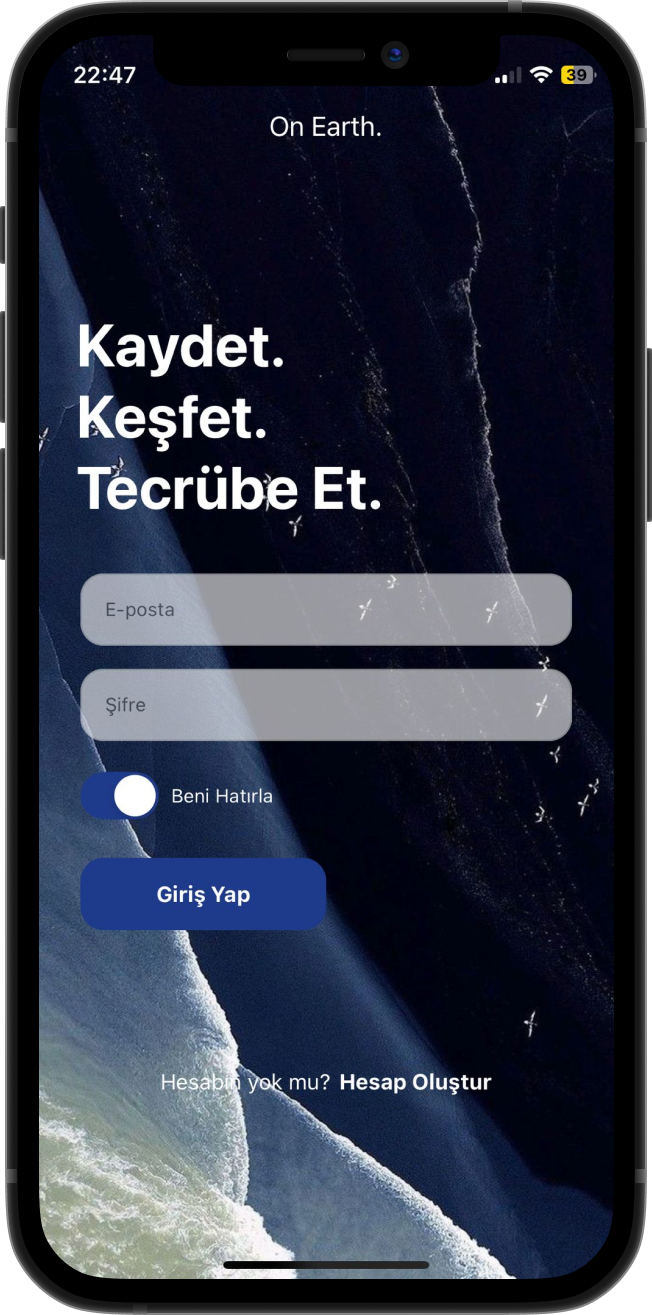 22:47
39
On Earth.
Kaydet.
Keşfet.
Tecrübe Et.
E-posta
Şifre
Beni Hatırla
Giriş Yap
Hesabın yok mu? Hesap Oluştur